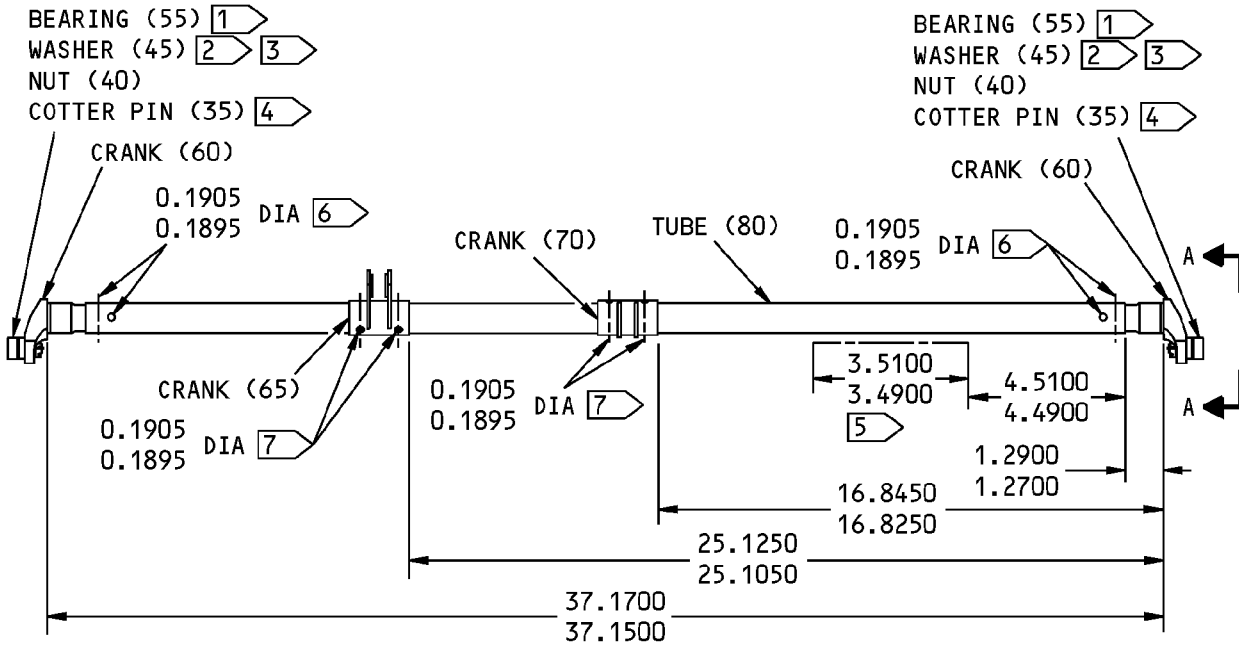 BEARING (55) 1
WASHER (45) 2 3
NUT (40)
COTTER PIN (35) 4
CRANK (60)
0.1905
0.1895 DIA 6
BEARING (55) 1
WASHER (45) 2 3
NUT (40)
COTTER PIN (35) 4
CRANK (60)
CRANK (70)
TUBE (80)
0.1905
0.1895 DIA 6
A
A
CRANK (65)
0.1905
0.1895 DIA 7
0.1905
0.1895 DIA 7
3.5100
3.4900
5
4.5100
4.4900
1.2900
1.2700
16.8450
16.8250
25.1250
25.1050
37.1700
37.1500